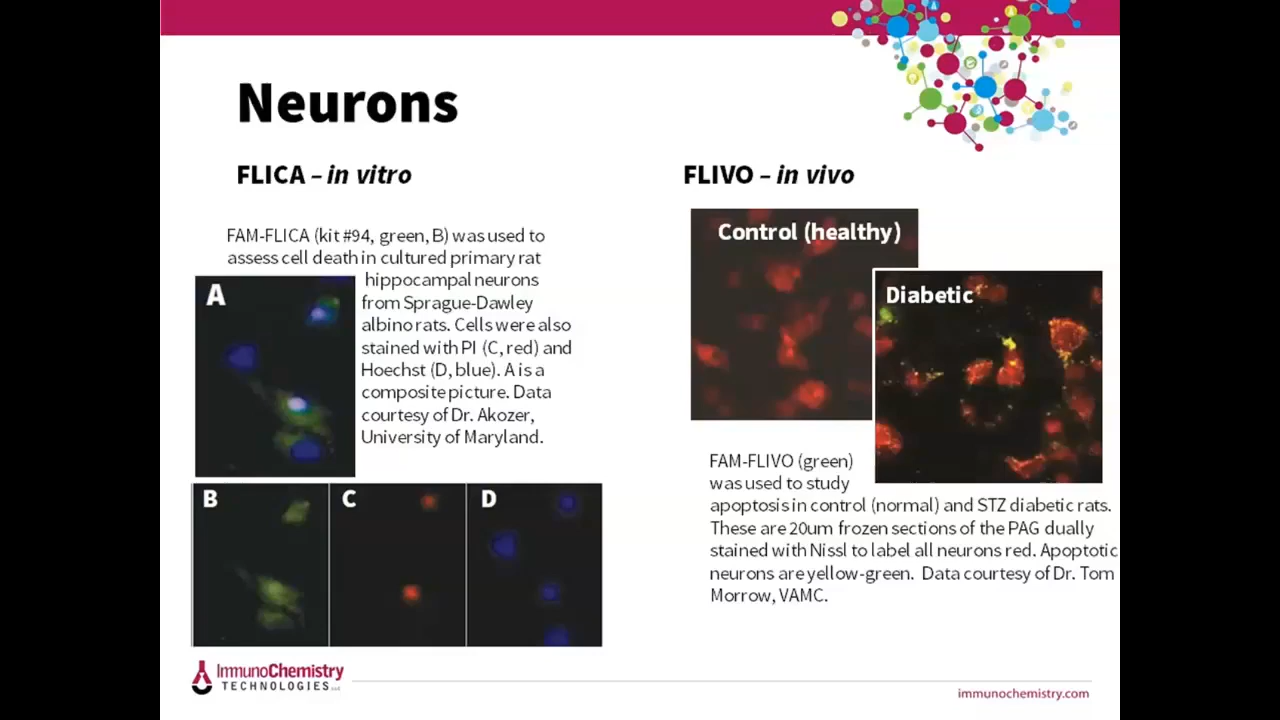 Neurons
FLICA – in vitro
FAM-FLICA (kit #94, green, B) was used to
assess cell death in cultured primary rat
hippocampal neurons
from Sprague-Dawley
albino rats. Cells were also
stained with PI (C, red) and
Hoechst (D, blue). A is a
composite picture. Data
courtesy of Dr. Akozer,
University of Maryland.
A
B
C
D
FLIVO – in vivo
Control (healthy)
Diabetic
FAM-FLIVO (green)
was used to study
apoptosis in control (normal) and STZ diabetic rats.
These are 20um frozen sections of the PAG dually
stained with Nissl to label all neurons red. Apoptotic
neurons are yellow-green. Data courtesy of Dr. Tom
Morrow, VAMC.
ImmunoChemistry
TECHNOLOGIES
immunochemistry.com